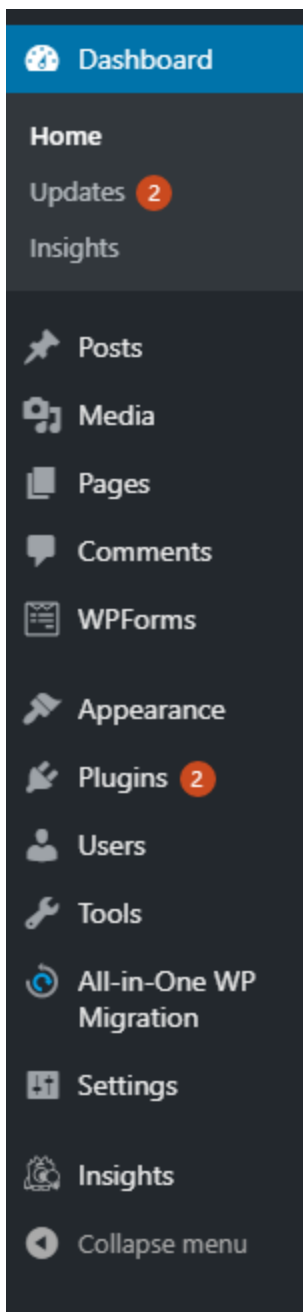 Dashboard
Home
Updates 2
Insights
Posts
Media
Pages
Comments
WPForms
Appearance
Plugins 2
Users
Tools
All-in-One WP
Migration
Settings
Insights
Collapse menu